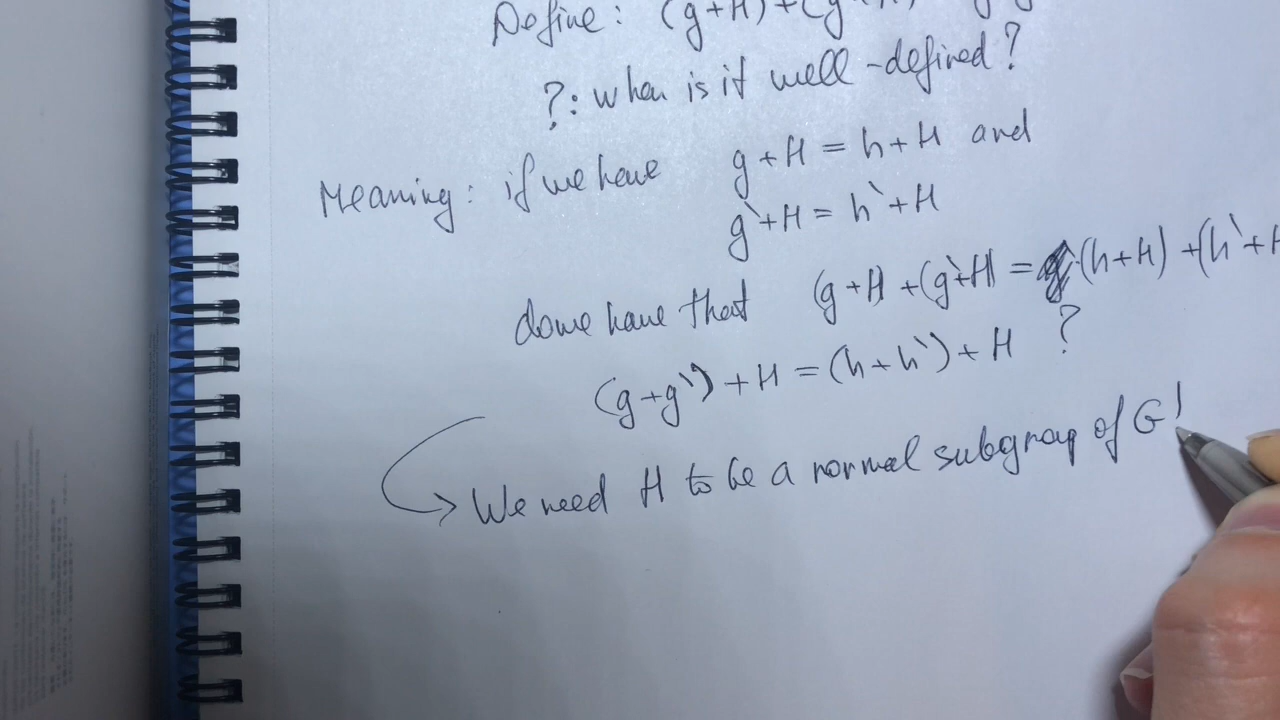 Define: (g+H)+(g
?: when is it well-defined?
Meaning: if we have g+H = h+H and
g`+H = h`+H
do we have that (g+H)+(g`+H) = (h+H)+(h`+H
(g+g`)+H = (h+h`)+H ?
We need H to be a normal subgroup of G!